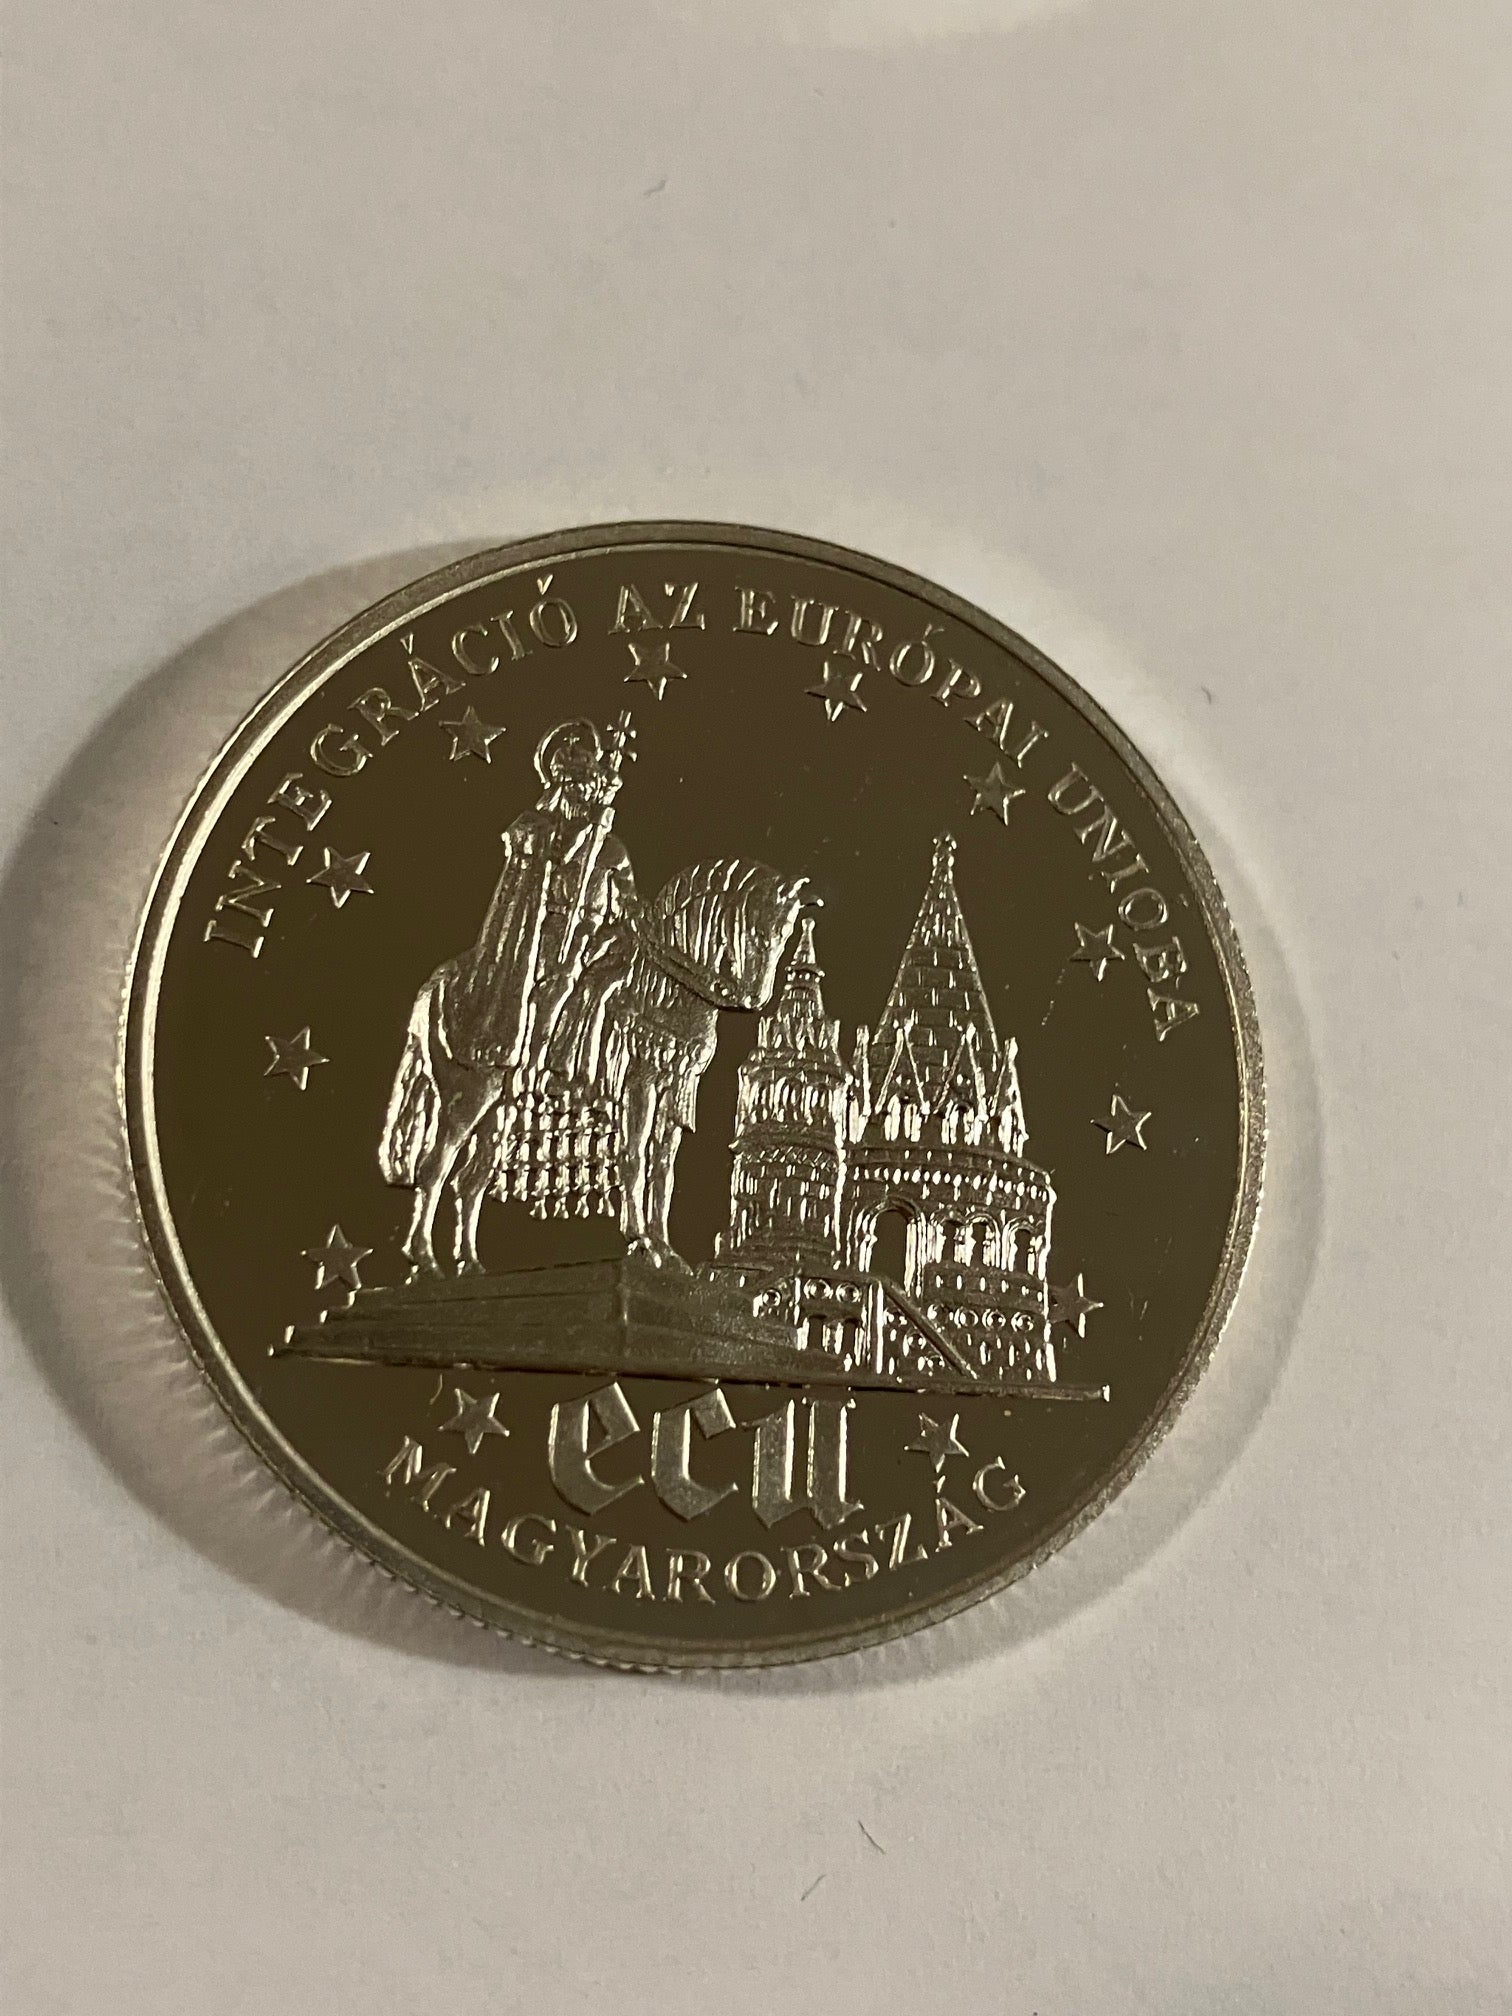 INTEGRÁCIÓ AZ EURÓPAI UNIÓBA
ecu
MAGYARORSZÁG